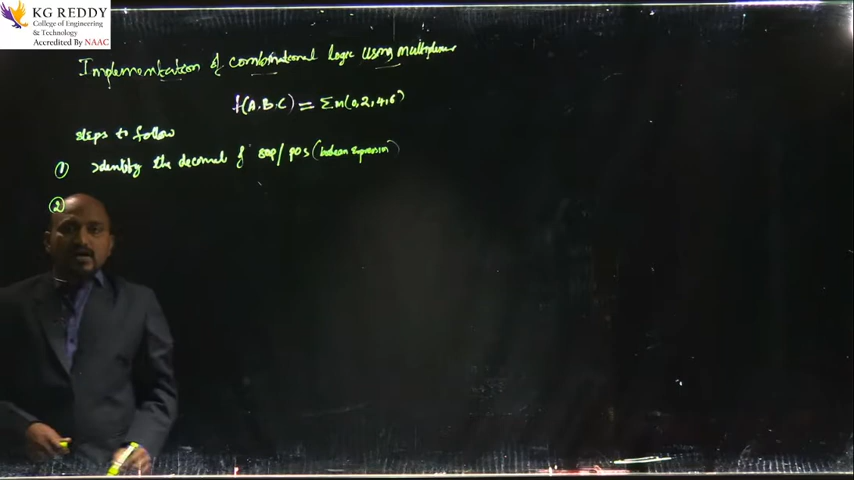 KG REDDY
College of Engineering
& Technology
Accredited By NAAC
Implementation of combinational logic using multiplexer
f(A,B,C) = Σm(0,2,4,6)
steps to follow
① Identify the decimal of sop/pos (boolean Expression)
②